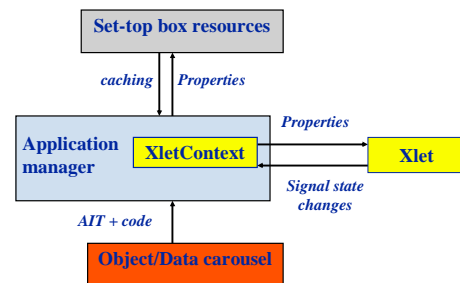 Set-top box resources
caching
Properties
Application
manager
XletContext
Properties
Xlet
Signal state
changes
AIT + code
Object/Data carousel